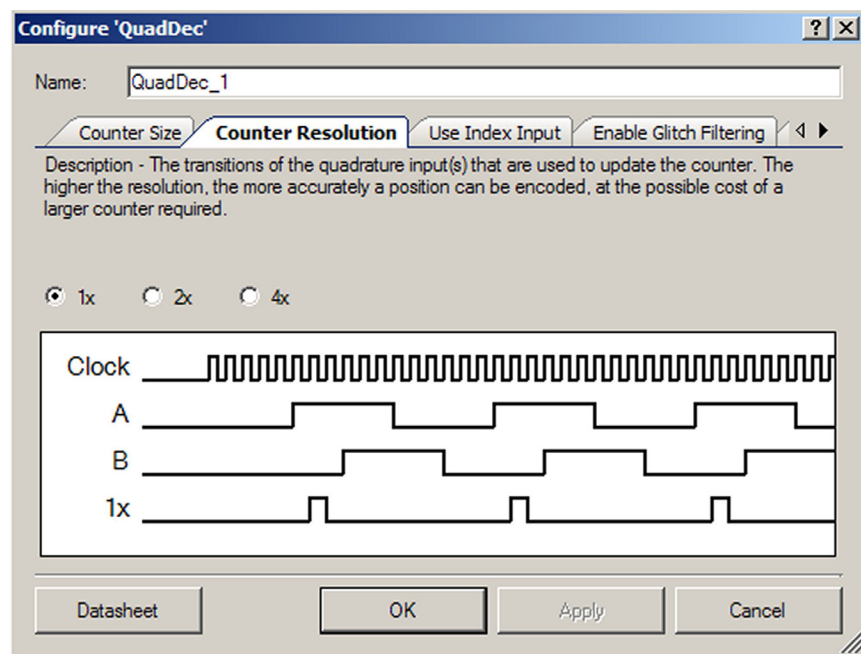 Configure 'QuadDec'
Name: QuadDec_1
Counter Size Counter Resolution Use Index Input Enable Glitch Filtering
Description - The transitions of the quadrature input(s) that are used to update the counter. The
higher the resolution, the more accurately a position can be encoded, at the possible cost of a
larger counter required.
1x 2x 4x
Clock
A
B
1x
Datasheet OK Apply Cancel